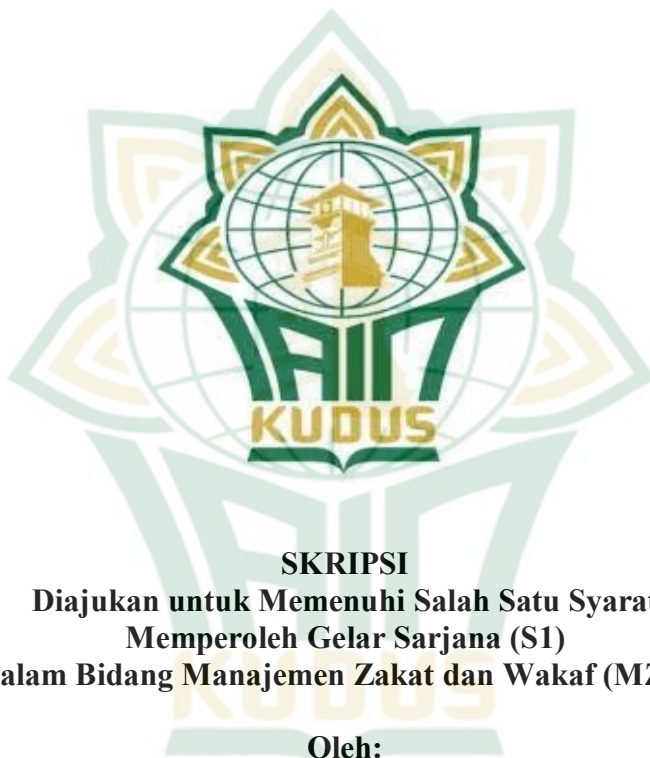 IAIN
KUDUS
SKRIPSI
Diajukan untuk Memenuhi Salah Satu Syarat
Memperoleh Gelar Sarjana (S1)
alam Bidang Manajemen Zakat dan Wakaf (MZ
Oleh: